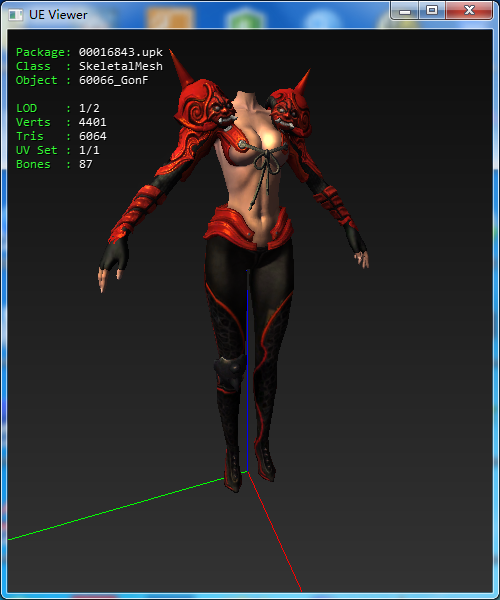 UE Viewer
Package: 00016843.upk
Class : SkeletalMesh
Object : 60066_GonF
LOD : 1/2
Verts : 4401
Tris : 6064
UV Set : 1/1
Bones : 87